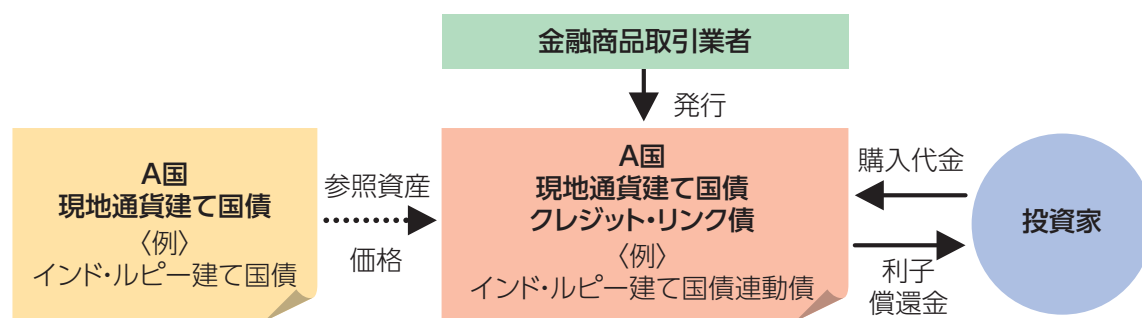 金融商品取引業者
発行
A国
現地通貨建て国債
〈例〉
インド・ルピー建て国債
参照資産
価格
A国
現地通貨建て国債
クレジット・リンク債
〈例〉
インド・ルピー建て国債連動債
購入代金
利子
償還金
投資家